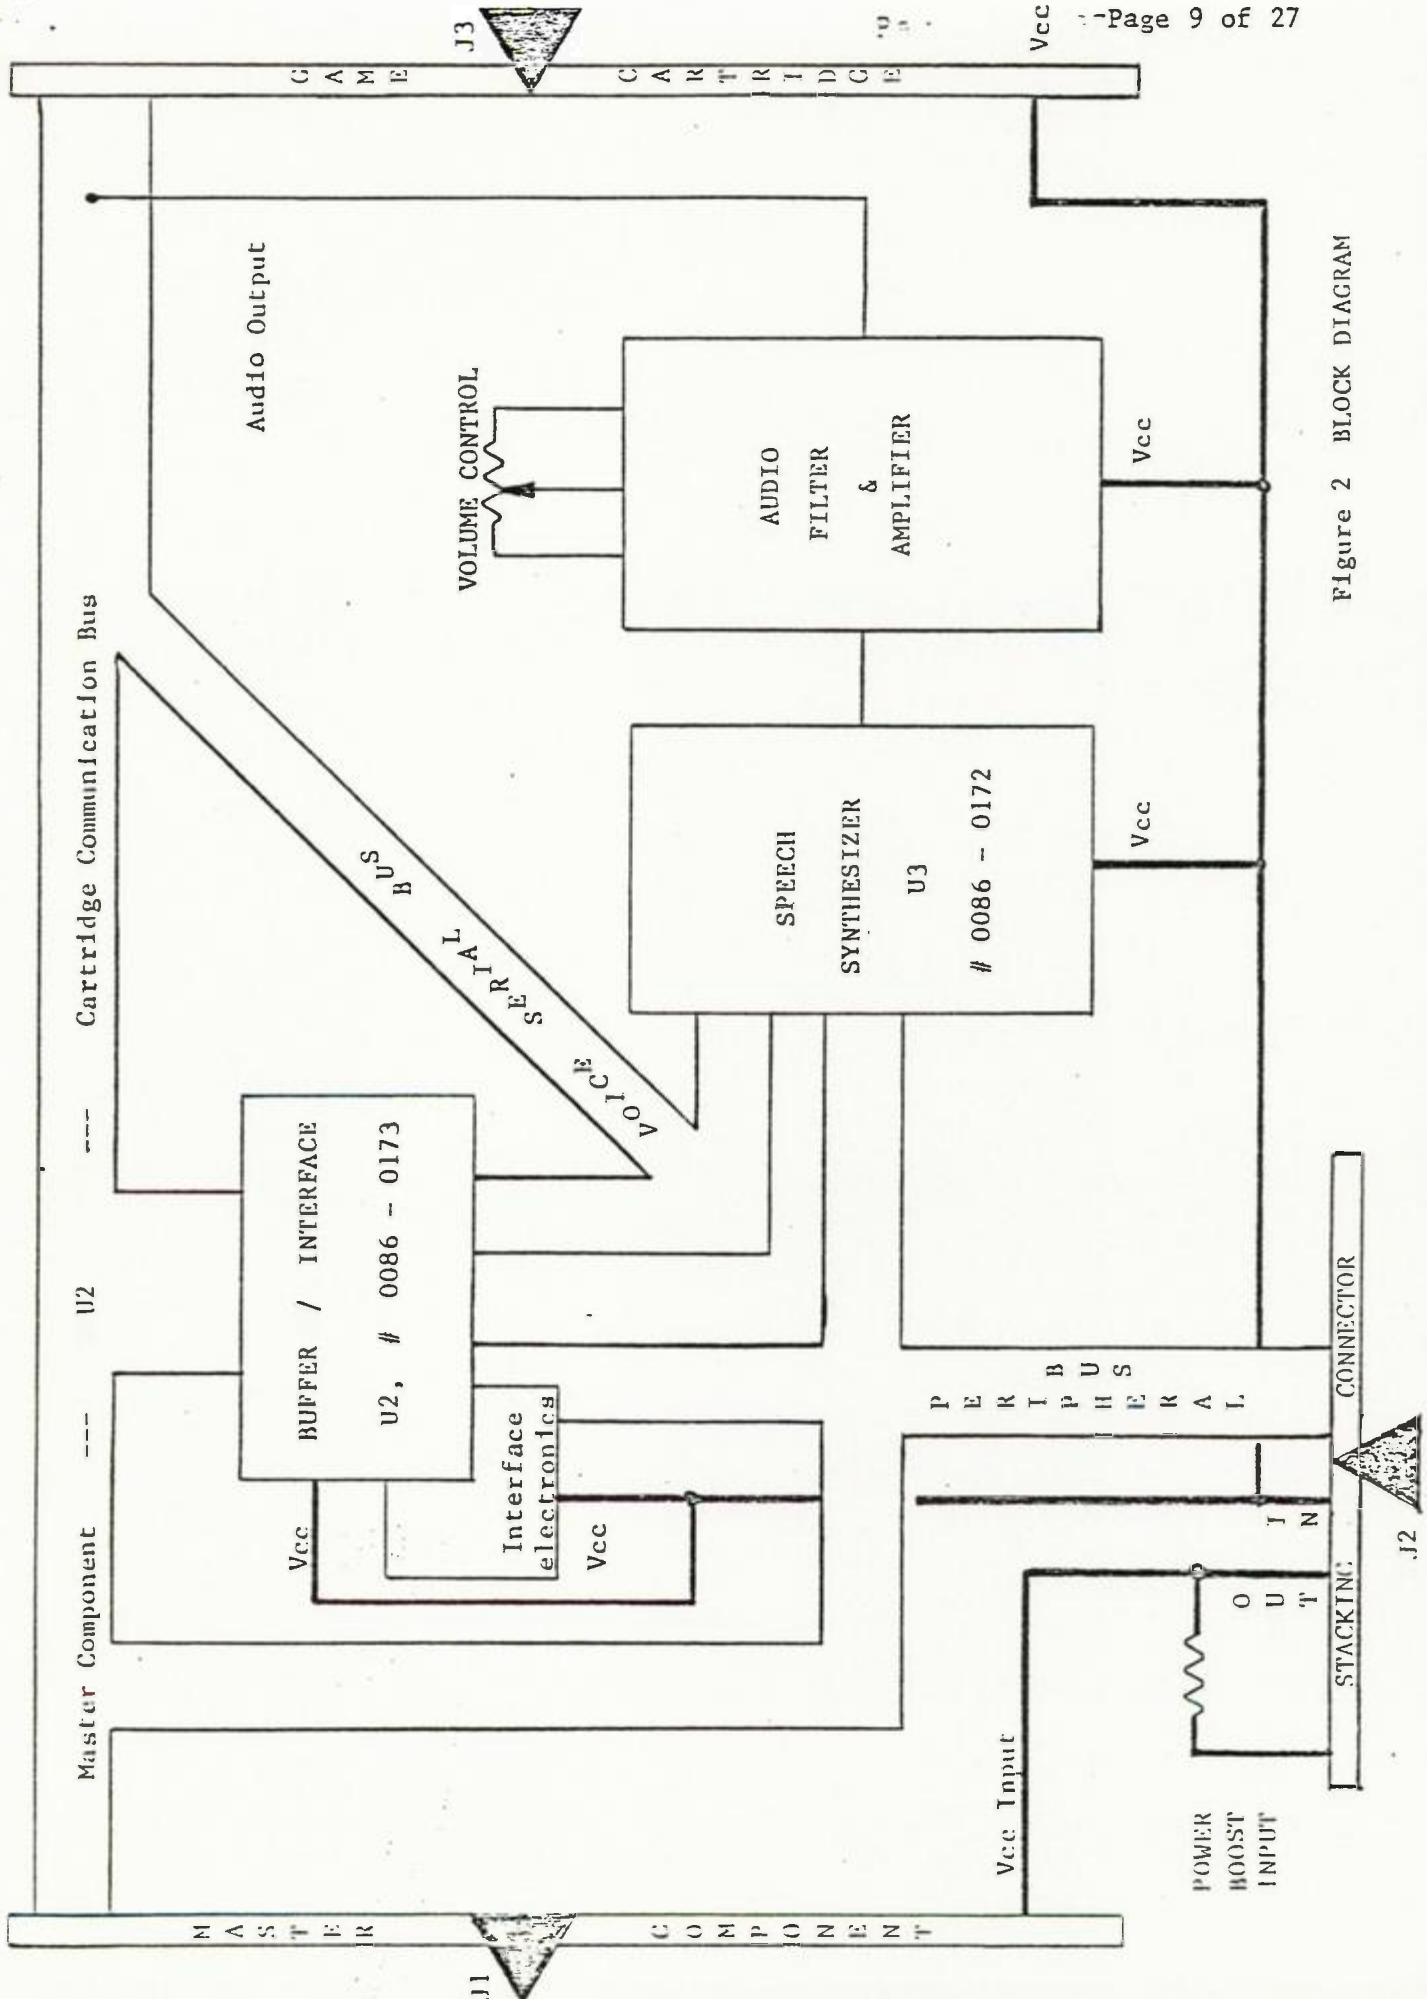 --Page 9 of 27
Master Component --- U2 --- Cartridge Communication Bus
J1
MASTER COMPONENT
J3
GAME CARTRIDGE
Vcc
BUFFER / INTERFACE
U2, # 0086 - 0173
Vcc
Interface
electronics
Vcc
VOICE SERIAL BUS
Audio Output
VOLUME CONTROL
AUDIO
FILTER
&
AMPLIFIER
Vcc
SPEECH
SYNTHESIZER
U3
# 0086 - 0172
Vcc
PERIPHERAL
BUS
Vcc Input
POWER
BOOST
INPUT
OUT
IN
STACKING CONNECTOR
J2
Figure 2 BLOCK DIAGRAM